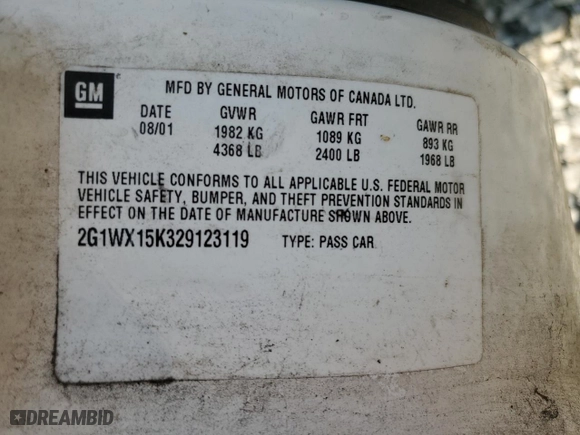 GM
MFD BY GENERAL MOTORS OF CANADA LTD.
DATE GVWR GAWR FRT GAWR RR
08/01 1982 KG 1089 KG 893 KG
4368 LB 2400 LB 1968 LB
THIS VEHICLE CONFORMS TO ALL APPLICABLE U.S. FEDERAL MOTOR
VEHICLE SAFETY, BUMPER, AND THEFT PREVENTION STANDARDS IN
EFFECT ON THE DATE OF MANUFACTURE SHOWN ABOVE.
2G1WX15K329123119 TYPE: PASS CAR
DREAMBID